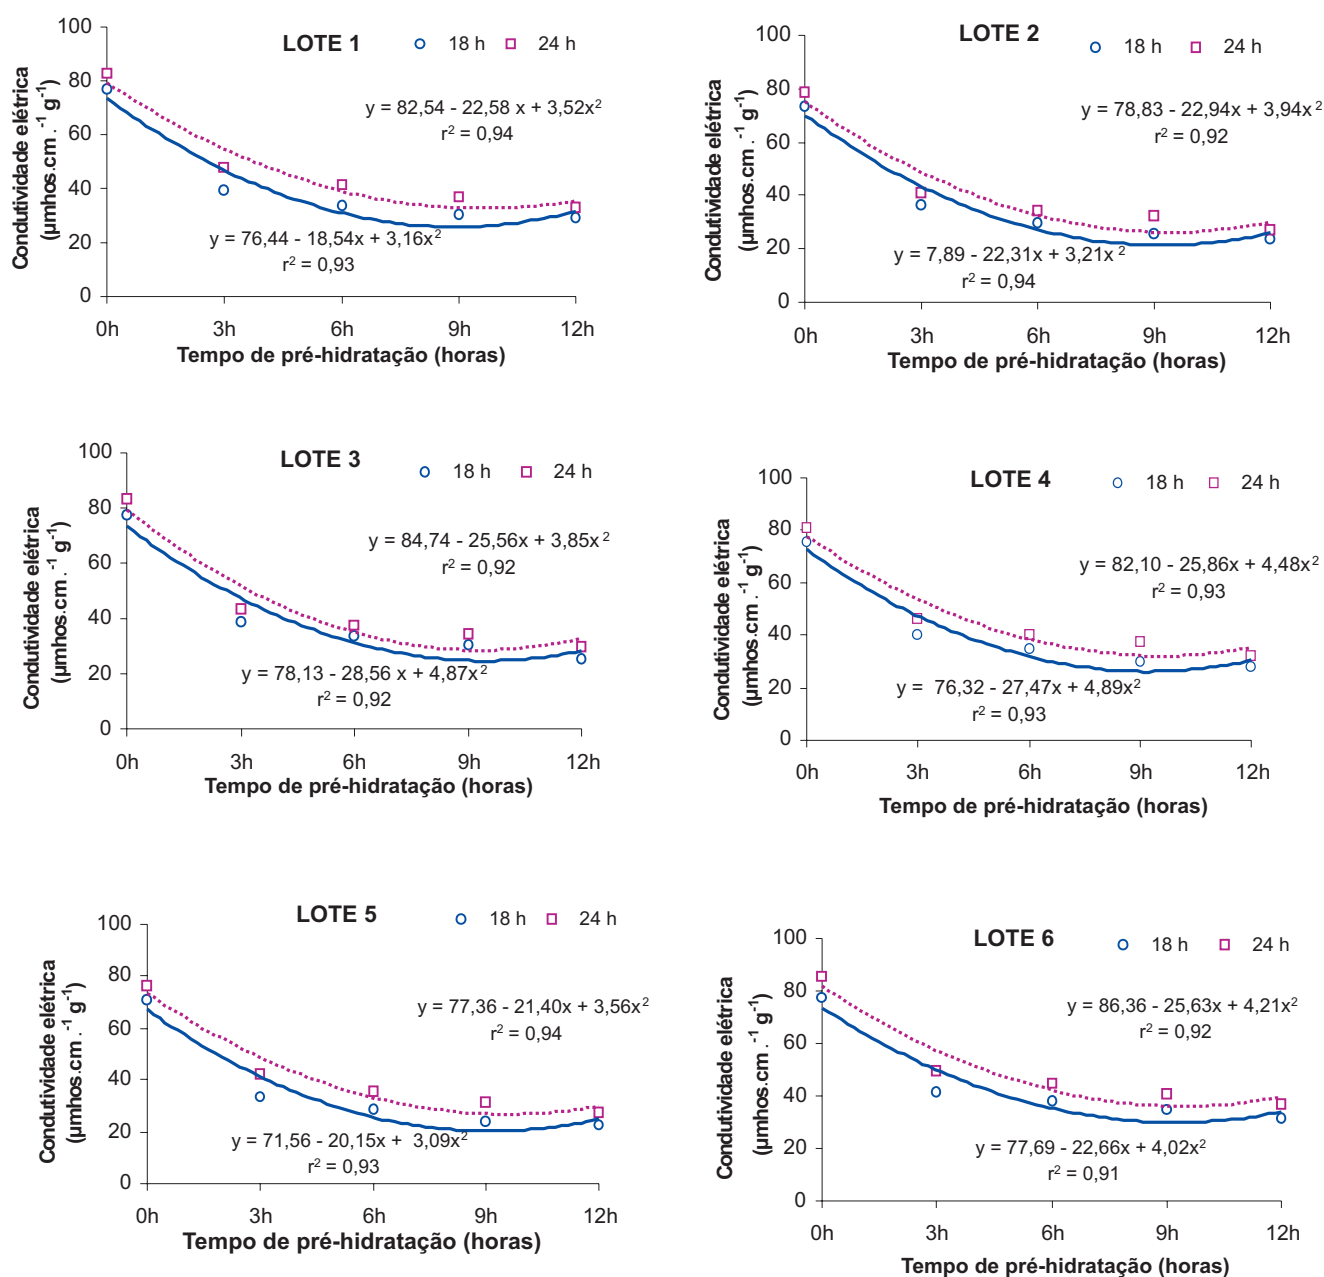 LOTE 1
18 h
24 h
Condutividade elétrica
(µmhos.cm.⁻¹ g⁻¹)
100
80
60
40
20
0
y = 82,54 - 22,58 x + 3,52x²
r² = 0,94
y = 76,44 - 18,54x + 3,16x²
r² = 0,93
0h 3h 6h 9h 12h
Tempo de pré-hidratação (horas)
LOTE 2
18 h
24 h
Condutividade elétrica
(µmhos.cm.⁻¹ g⁻¹)
100
80
60
40
20
0
y = 78,83 - 22,94x + 3,94x²
r² = 0,92
y = 7,89 - 22,31x + 3,21x²
r² = 0,94
0h 3h 6h 9h 12h
Tempo de pré-hidratação (horas)
LOTE 3
18 h
24 h
Condutividade elétrica
(µmhos.cm.⁻¹ g⁻¹)
100
80
60
40
20
0
y = 84,74 - 25,56x + 3,85x²
r² = 0,92
y = 78,13 - 28,56 x + 4,87x²
r² = 0,92
0h 3h 6h 9h 12h
Tempo de pré-hidratação (horas)
LOTE 4
18 h
24 h
Condutividade elétrica
(µmhos.cm.⁻¹ g⁻¹)
100
80
60
40
20
0
y = 82,10 - 25,86x + 4,48x²
r² = 0,93
y = 76,32 - 27,47x + 4,89x²
r² = 0,93
0h 3h 6h 9h 12h
Tempo de pré-hidratação (horas)
LOTE 5
18 h
24 h
Condutividade elétrica
(µmhos.cm.⁻¹ g⁻¹)
100
80
60
40
20
0
y = 77,36 - 21,40x + 3,56x²
r² = 0,94
y = 71,56 - 20,15x + 3,09x²
r² = 0,93
0h 3h 6h 9h 12h
Tempo de pré-hidratação (horas)
LOTE 6
18 h
24 h
Condutividade elétrica
(µmhos.cm.⁻¹ g⁻¹)
100
80
60
40
20
0
y = 86,36 - 25,63x + 4,21x²
r² = 0,92
y = 77,69 - 22,66x + 4,02x²
r² = 0,91
0h 3h 6h 9h 12h
Tempo de pré-hidratação (horas)